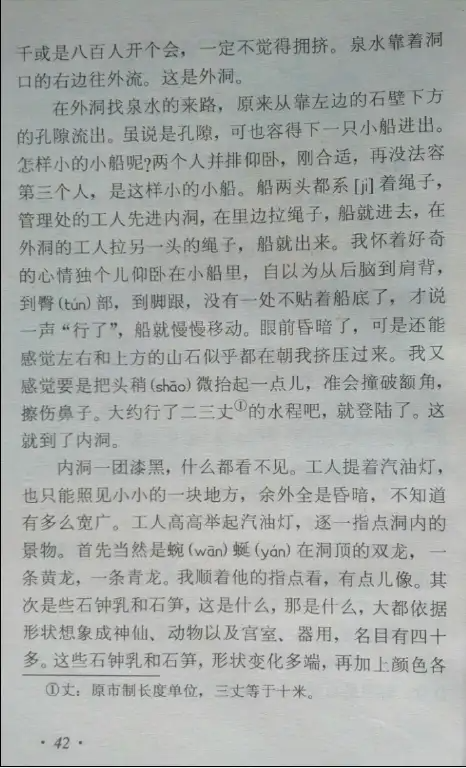 千或是八百人开个会，一定不觉得拥挤。泉水靠着洞
口的右边往外流。这是外洞。
在外洞找泉水的来路，原来从靠左边的石壁下方
的孔隙流出。虽说是孔隙，可也容得下一只小船进出。
怎样小的小船呢?两个人并排仰卧，刚合适，再没法容
第三个人，是这样小的小船。船两头都系[jì]着绳子，
管理处的工人先进内洞，在里边拉绳子，船就进去，在
外洞的工人拉另一头的绳子，船就出来。我怀着好奇
的心情独个儿仰卧在小船里，自以为从后脑到肩背，
到臀(tún)部，到脚跟，没有一处不贴着船底了，才说
一声“行了”，船就慢慢移动。眼前昏暗了，可是还能
感觉左右和上方的山石似乎都在朝我挤压过来。我又
感觉要是把头稍(shāo)微抬起一点儿，准会撞破额角，
擦伤鼻子。大约行了二三丈①的水程吧，就登陆了。这
就到了内洞。
内洞一团漆黑，什么都看不见。工人提着汽油灯，
也只能照见小小的一块地方，余外全是昏暗，不知道
有多么宽广。工人高高举起汽油灯，逐一指点洞内的
景物。首先当然是蜿(wān)蜒(yán)在洞顶的双龙，一
条黄龙，一条青龙。我顺着他的指点看，有点儿像。其
次是些石钟乳和石笋，这是什么，那是什么，大都依据
形状想象成神仙、动物以及宫室、器用，名目有四十
多。这些石钟乳和石笋，形状变化多端，再加上颜色各
①丈：原市制长度单位，三丈等于十米。
·42·